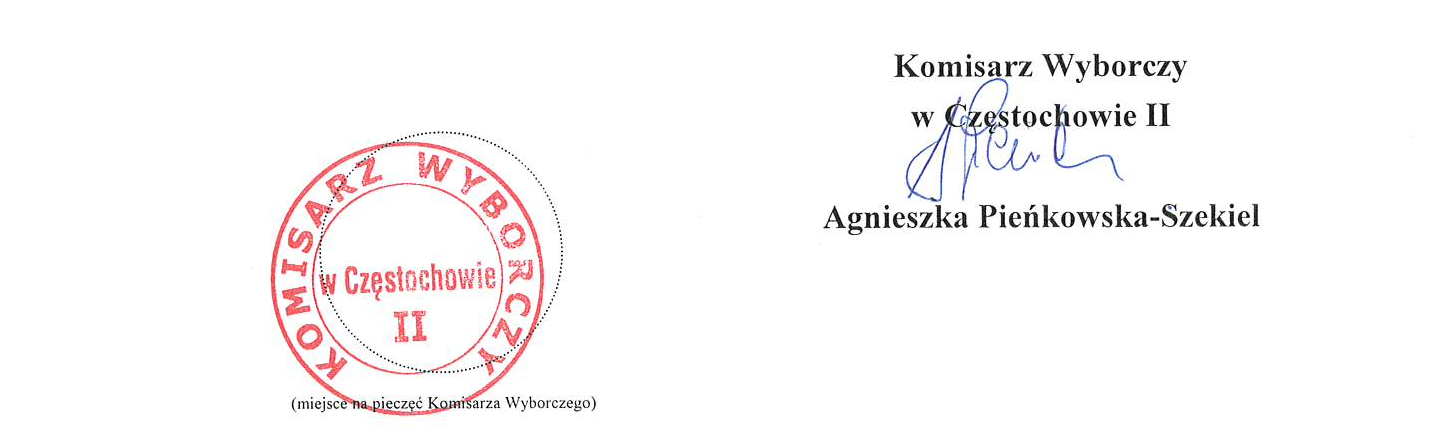 Komisarz Wyborczy
w Częstochowie II
Agnieszka Pieńkowska-Szekiel
KOMISARZ WYBORCZY
w Częstochowie
II
(miejsce na pieczęć Komisarza Wyborczego)